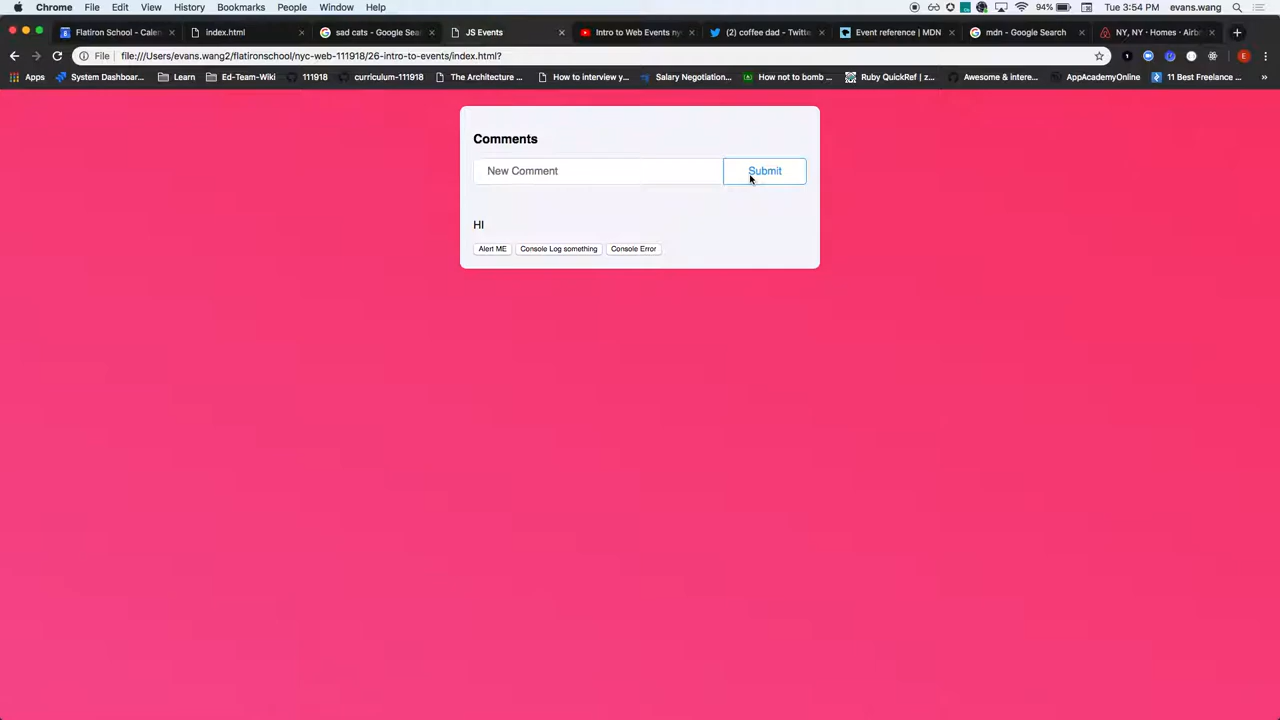 Chrome File Edit View History Bookmarks People Window Help 94% Tue 3:54 PM evans.wang
Flatiron School - Calen index.html sad cats - Google Sear JS Events Intro to Web Events nyc (2) coffee dad - Twitte Event reference | MDN mdn - Google Search NY, NY - Homes - Airb
File file:///Users/evans.wang2/flatironschool/nyc-web-111918/26-intro-to-events/index.html?
Apps System Dashboar... Learn Ed-Team-Wiki 111918 curriculum-111918 The Architecture ... How to interview y... Salary Negotiation... How not to bomb ... Ruby QuickRef | z... Awesome & intere... AppAcademyOnline 11 Best Freelance ...
Comments
New Comment Submit
HI
Alert ME Console Log something Console Error